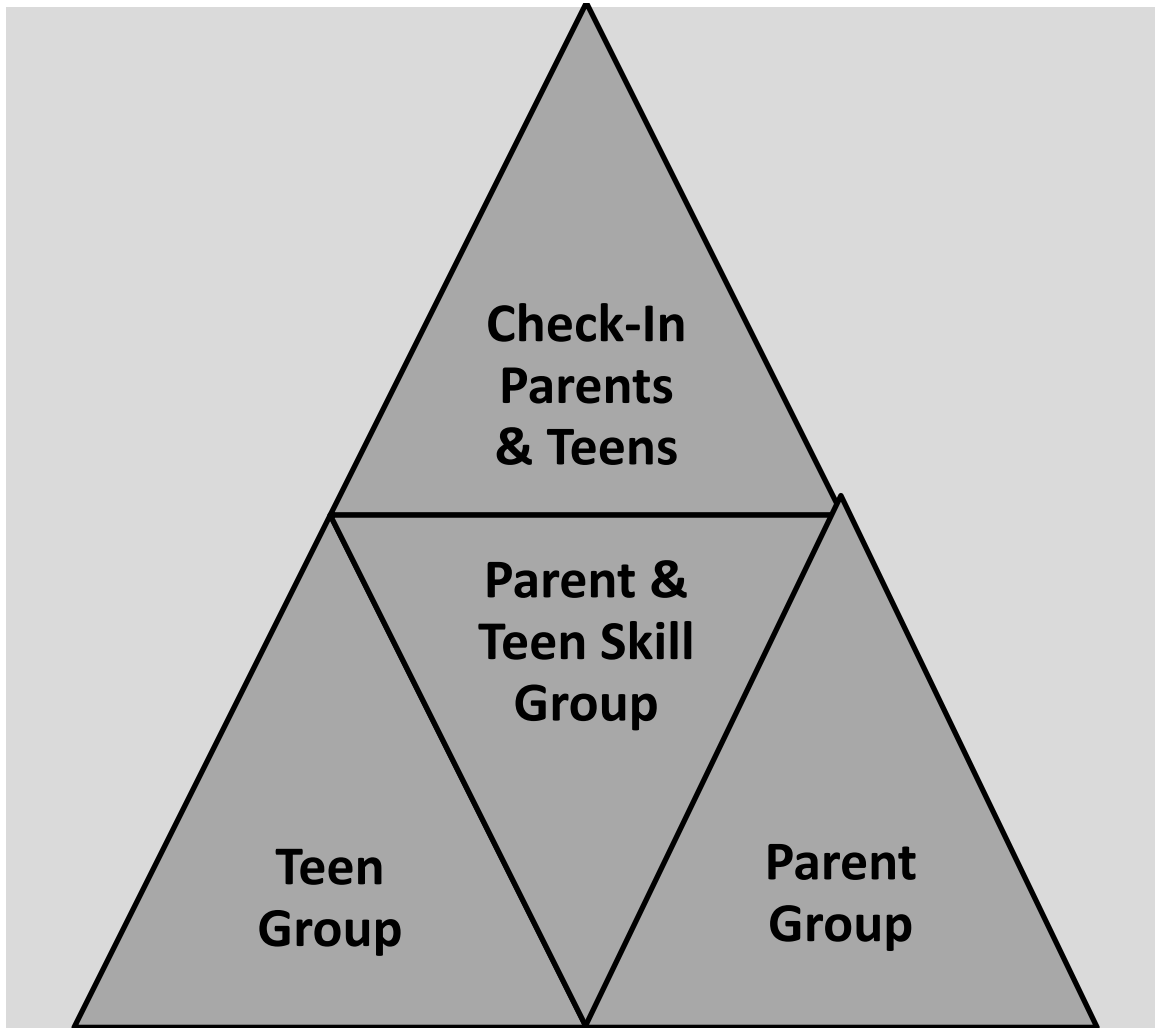 Check-In
Parents
& Teens
Parent &
Teen Skill
Group
Teen
Group
Parent
Group